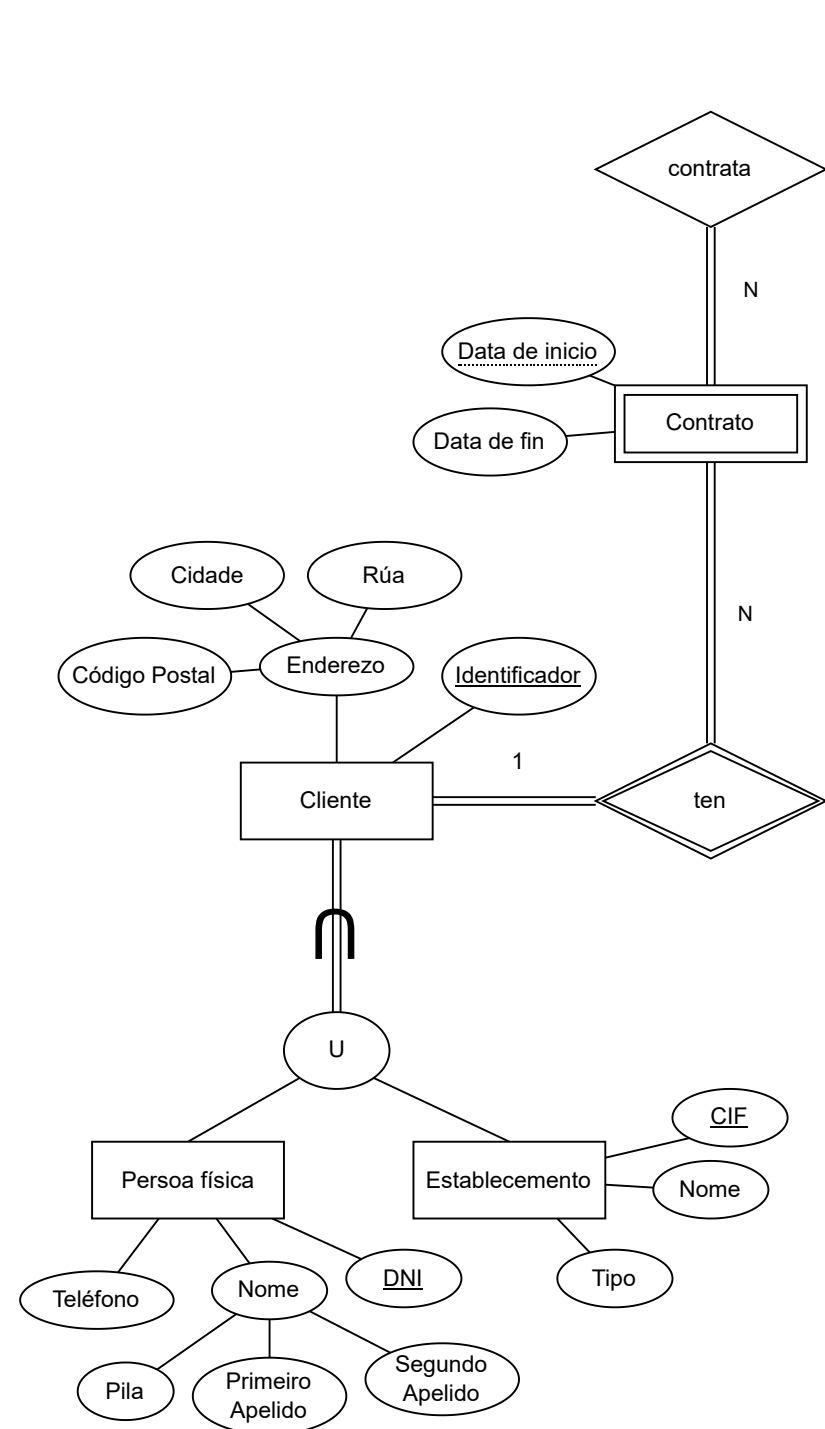 contrata
N
Data de inicio
Contrato
Data de fin
Cidade
Rúa
N
Enderezo
Código Postal
Identificador
1
Cliente
ten
U
CIF
Persoa física
Establecemento
Nome
DNI
Tipo
Nome
Teléfono
Segundo
Apelido
Pila
Primeiro
Apelido